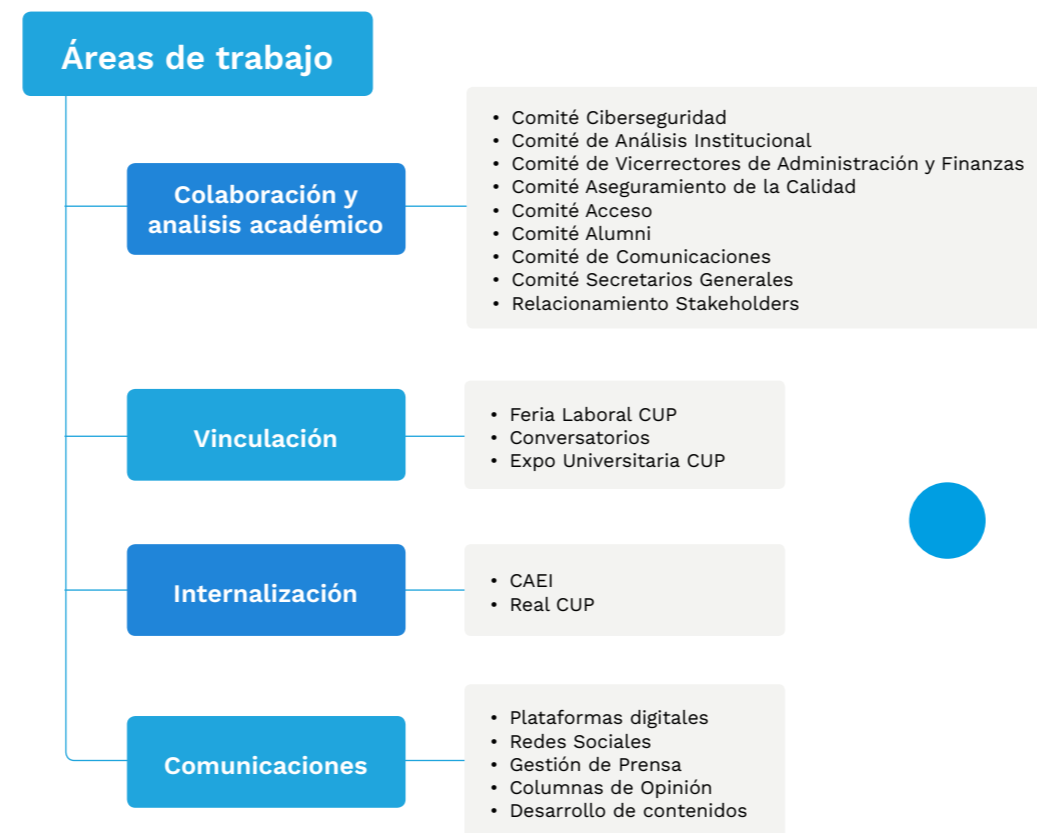 Áreas de trabajo
Colaboración y
analisis académico
• Comité Ciberseguridad
• Comité de Análisis Institucional
• Comité de Vicerrectores de Administración y Finanzas
• Comité Aseguramiento de la Calidad
• Comité Acceso
• Comité Alumni
• Comité de Comunicaciones
• Comité Secretarios Generales
• Relacionamiento Stakeholders
Vinculación
• Feria Laboral CUP
• Conversatorios
• Expo Universitaria CUP
Internalización
• CAEI
• Real CUP
Comunicaciones
• Plataformas digitales
• Redes Sociales
• Gestión de Prensa
• Columnas de Opinión
• Desarrollo de contenidos